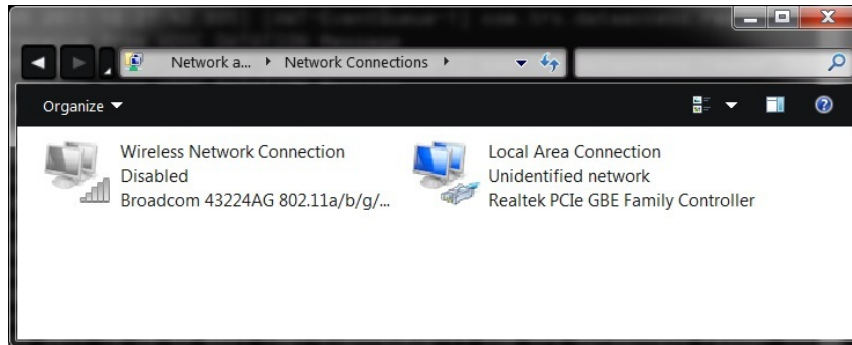 Network a...
Network Connections
Organize
Wireless Network Connection
Disabled
Broadcom 43224AG 802.11a/b/g/...
Local Area Connection
Unidentified network
Realtek PCIe GBE Family Controller